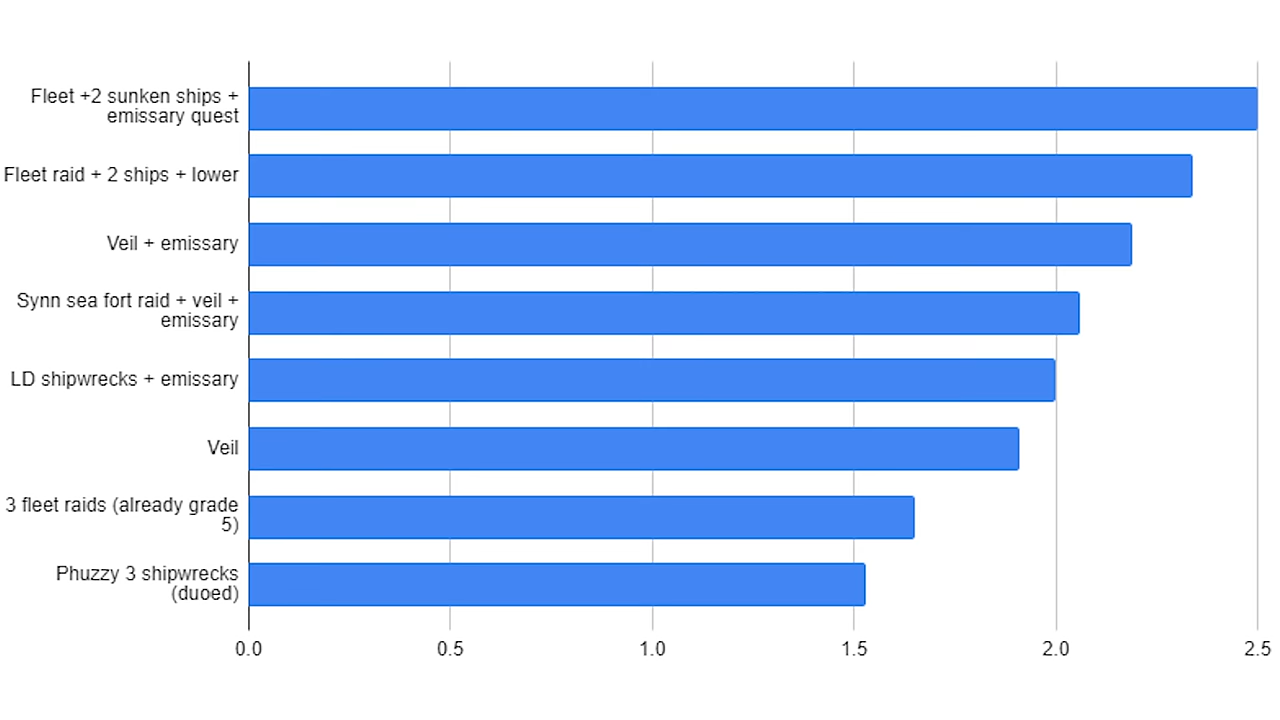 Fleet +2 sunken ships +
emissary quest
Fleet raid + 2 ships + lower
Veil + emissary
Synn sea fort raid + veil +
emissary
LD shipwrecks + emissary
Veil
3 fleet raids (already grade
5)
Phuzzy 3 shipwrecks
(duoed)
0.0 0.5 1.0 1.5 2.0 2.5